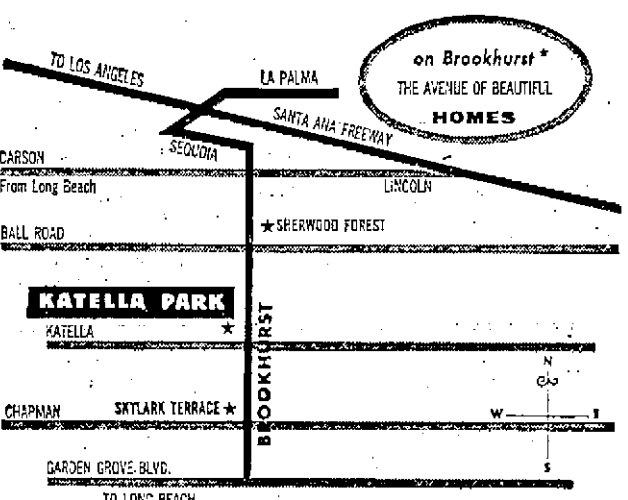 on Brookhurst *
THE AVENUE OF BEAUTIFUL
HOMES
TO LOS ANGELES
LA PALMA
SANTA ANA FREEWAY
SEQUOIA
CARSON
From Long Beach
LINCOLN
★ SHERWOOD FOREST
BALL ROAD
KATELLA PARK
KATELLA ★
BROOKHURST
N
W E
S
CHAPMAN
SKYLARK TERRACE ★
GARDEN GROVE BLVD.
TO LONG BEACH